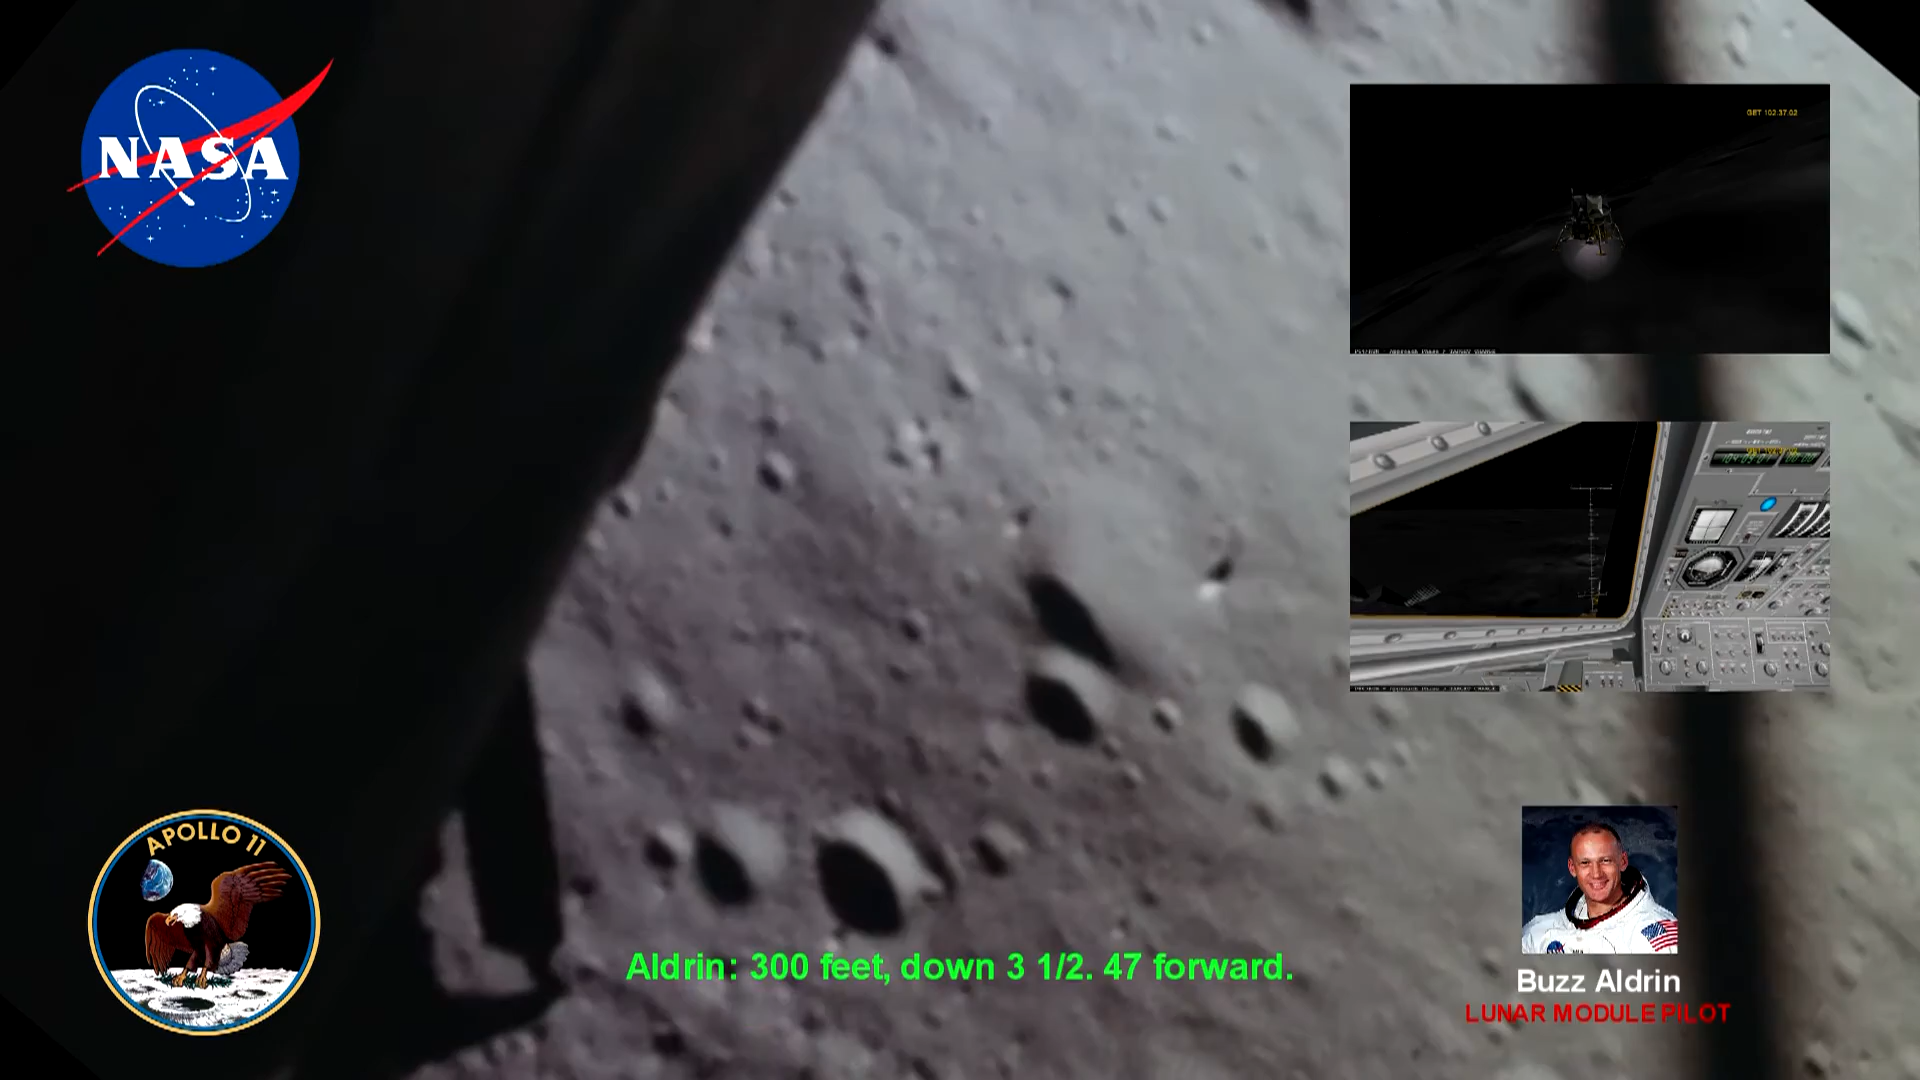 NASA
GET 102.37.02
APOLLO 11
Aldrin: 300 feet, down 3 1/2. 47 forward.
Buzz Aldrin
LUNAR MODULE PILOT